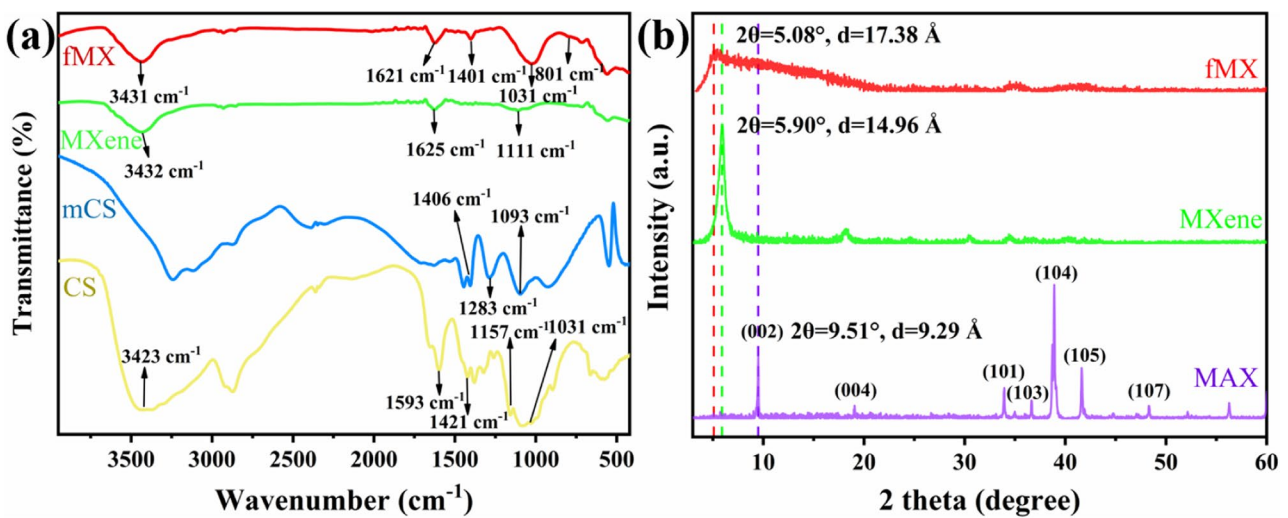 (a)
fMX
3431 cm-1
1621 cm-1
1401 cm-1
1031 cm-1
801 cm-1
MXene
3432 cm-1
1625 cm-1
1111 cm-1
mCS
1406 cm-1
1093 cm-1
1283 cm-1
CS
3423 cm-1
1593 cm-1
1421 cm-1
1157 cm-1
1031 cm-1
Transmittance (%)
3500 3000 2500 2000 1500 1000 500
Wavenumber (cm-1)
(b)
2θ=5.08°, d=17.38 Å
fMX
2θ=5.90°, d=14.96 Å
MXene
(002) 2θ=9.51°, d=9.29 Å
MAX
(004)
(101)
(103)
(104)
(105)
(107)
Intensity (a.u.)
10 20 30 40 50 60
2 theta (degree)